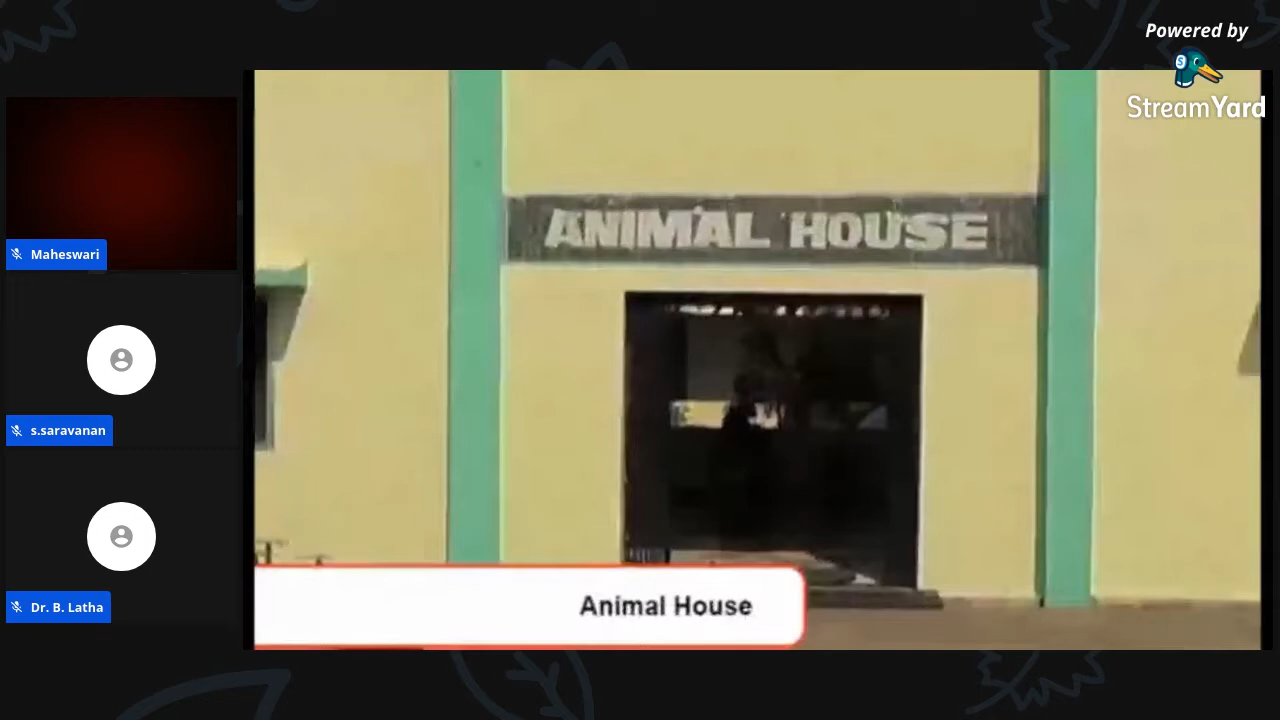 Powered by
StreamYard
ANIMAL HOUSE
Maheswari
s.saravanan
Dr. B. Latha
Animal House